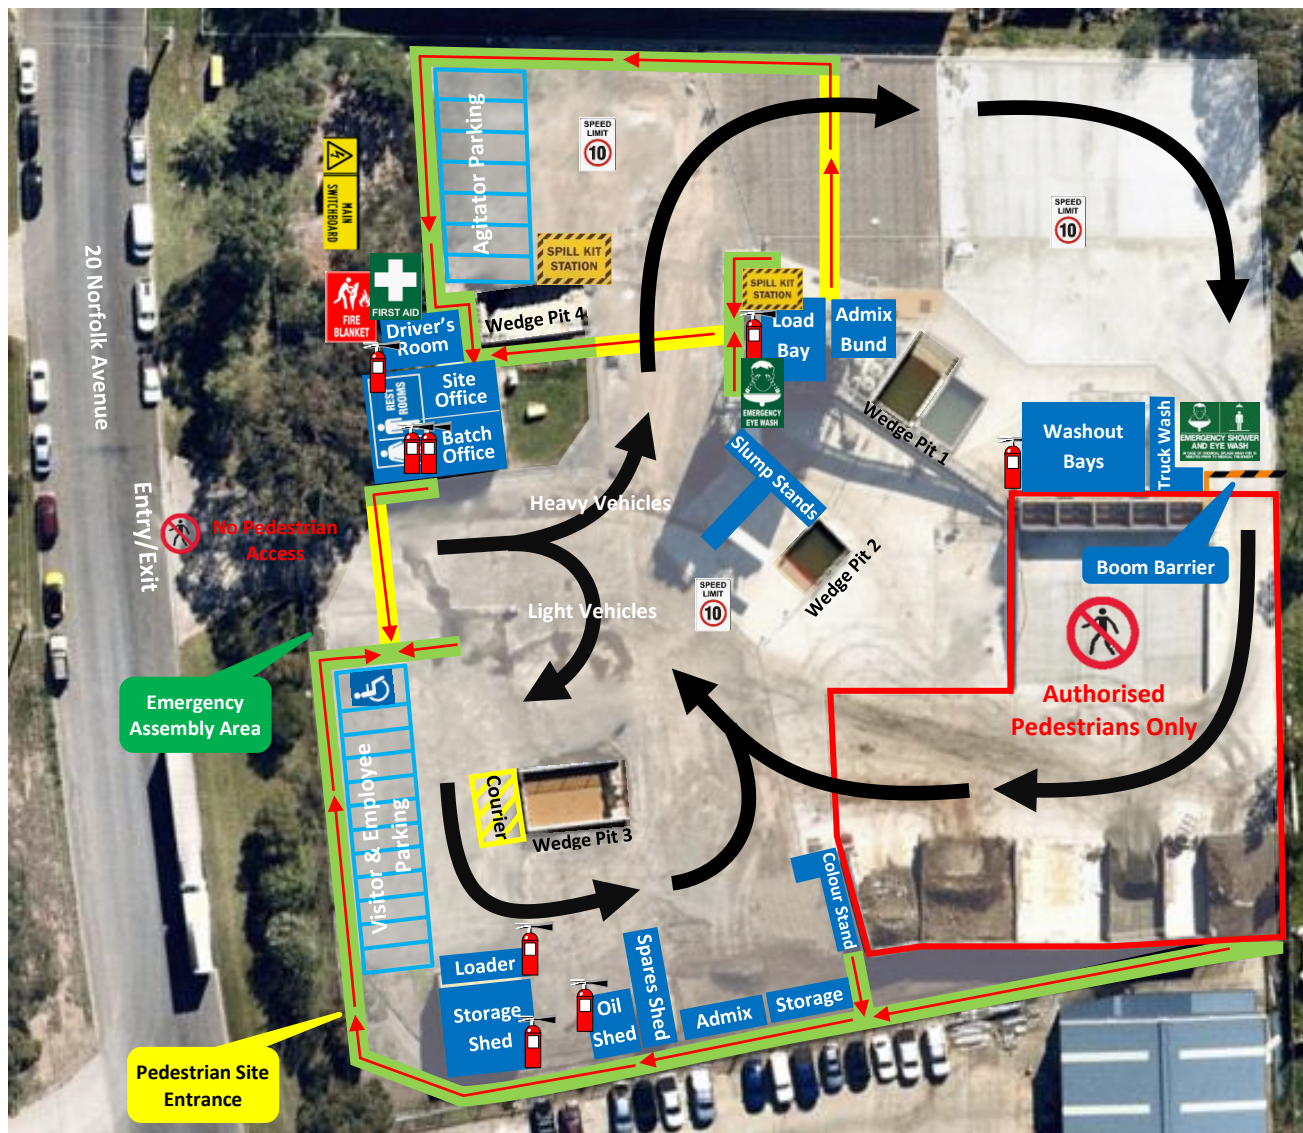 SPEED
LIMIT
10
Agitator Parking
MAIN
SWITCHBOARD
SPEED
LIMIT
10
20 Norfolk Avenue
SPILL KIT
STATION
FIRST AID
FIRE
BLANKET
SPILL KIT
STATION
Driver's
Room
Wedge Pit 4
Load
Bay
Admix
Bund
REST
ROOMS
Site
Office
Batch
Office
EMERGENCY
EYE WASH
Wedge Pit 1
Washout
Bays
Truck Wash
EMERGENCY SHOWER
AND EYE WASH
Slump Stands
Entry/Exit
No Pedestrian
Access
Heavy Vehicles
Wedge Pit 2
Boom Barrier
SPEED
LIMIT
10
Light Vehicles
Authorised
Pedestrians Only
Emergency
Assembly Area
Visitor & Employee
Parking
Courier
Wedge Pit 3
Colour Stand
Loader
Storage
Shed
Oil
Shed
Spares Shed
Admix
Storage
Pedestrian Site
Entrance